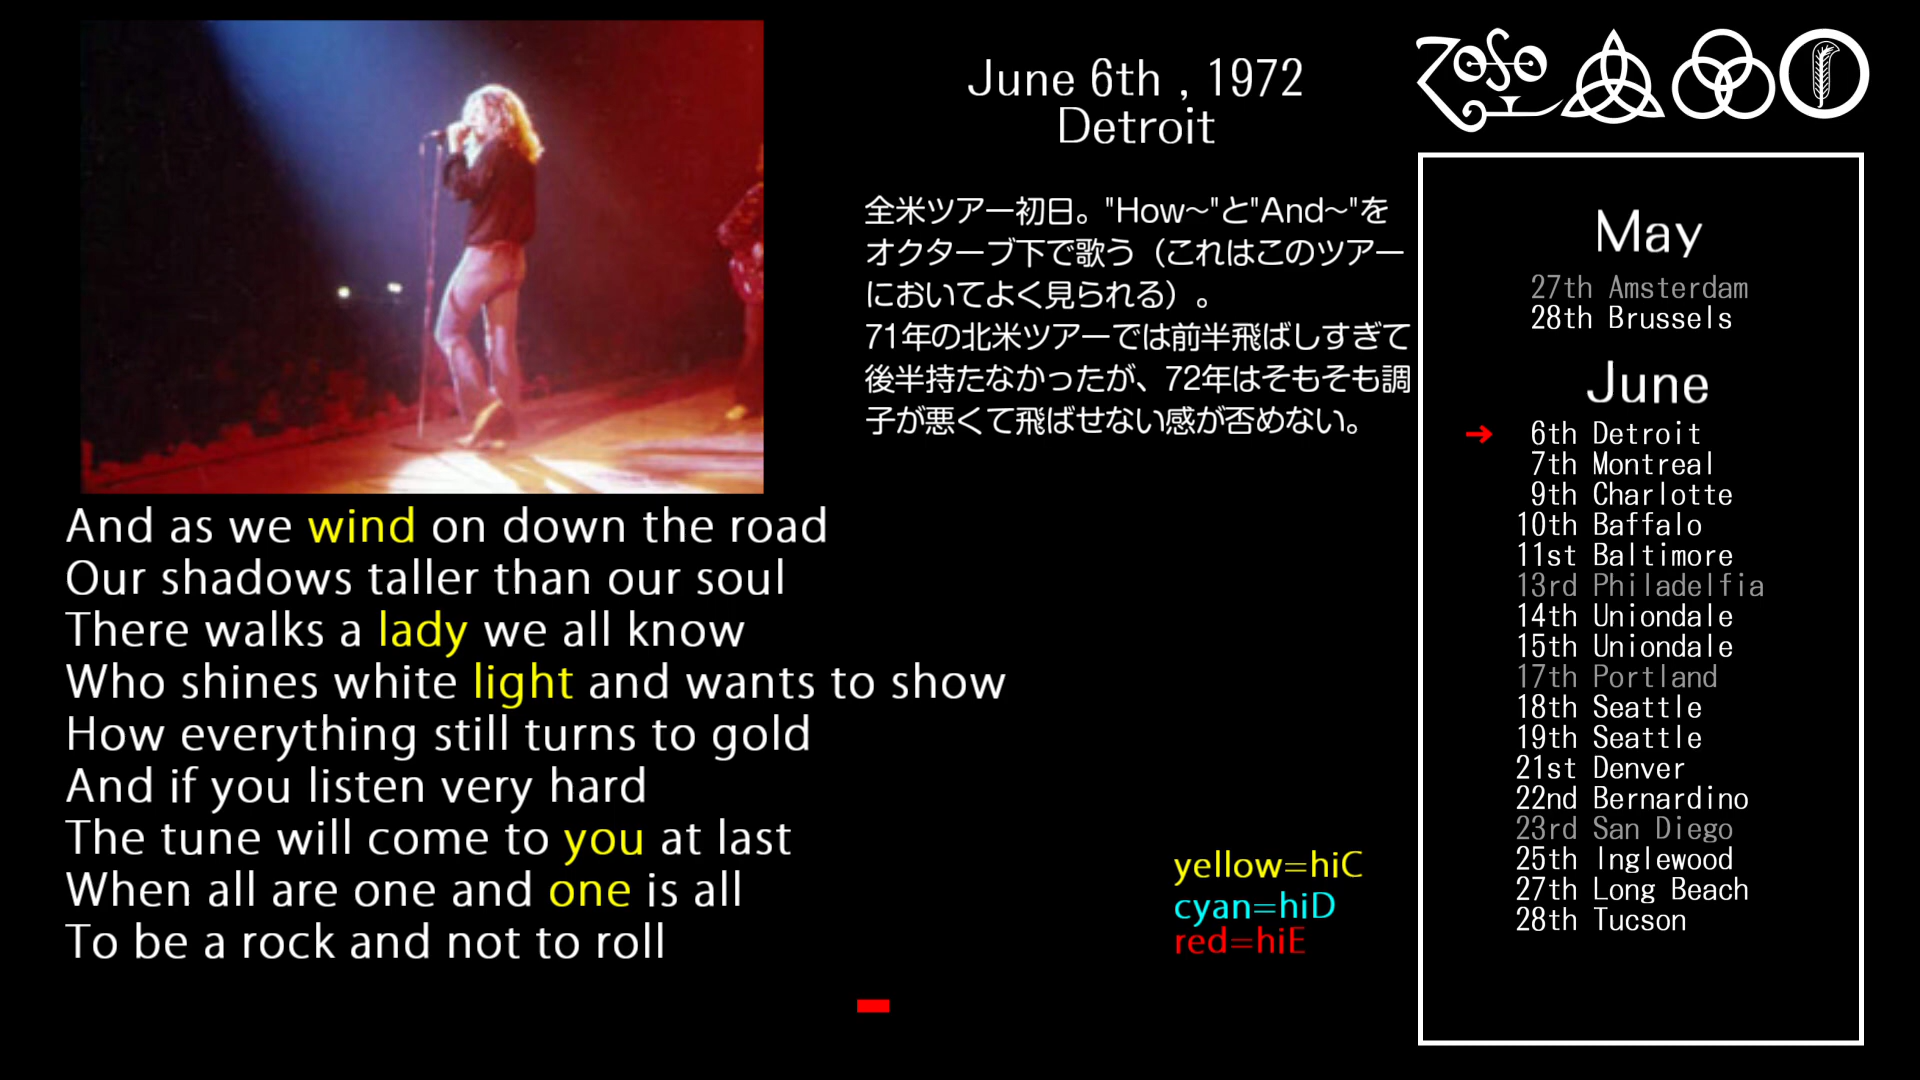 June 6th , 1972
Detroit
全米ツアー初日。"How~"と"And~"を
オクターブ下で歌う（これはこのツアー
においてよく見られる）。
71年の北米ツアーでは前半飛ばしすぎて
後半持たなかったが、72年はそもそも調
子が悪くて飛ばせない感が否めない。
And as we wind on down the road
Our shadows taller than our soul
There walks a lady we all know
Who shines white light and wants to show
How everything still turns to gold
And if you listen very hard
The tune will come to you at last
When all are one and one is all
To be a rock and not to roll
yellow=hiC
cyan=hiD
red=hiE
May
27th Amsterdam
28th Brussels
June
→ 6th Detroit
7th Montreal
9th Charlotte
10th Baffalo
11st Baltimore
13rd Philadelfia
14th Uniondale
15th Uniondale
17th Portland
18th Seattle
19th Seattle
21st Denver
22nd Bernardino
23rd San Diego
25th Inglewood
27th Long Beach
28th Tucson